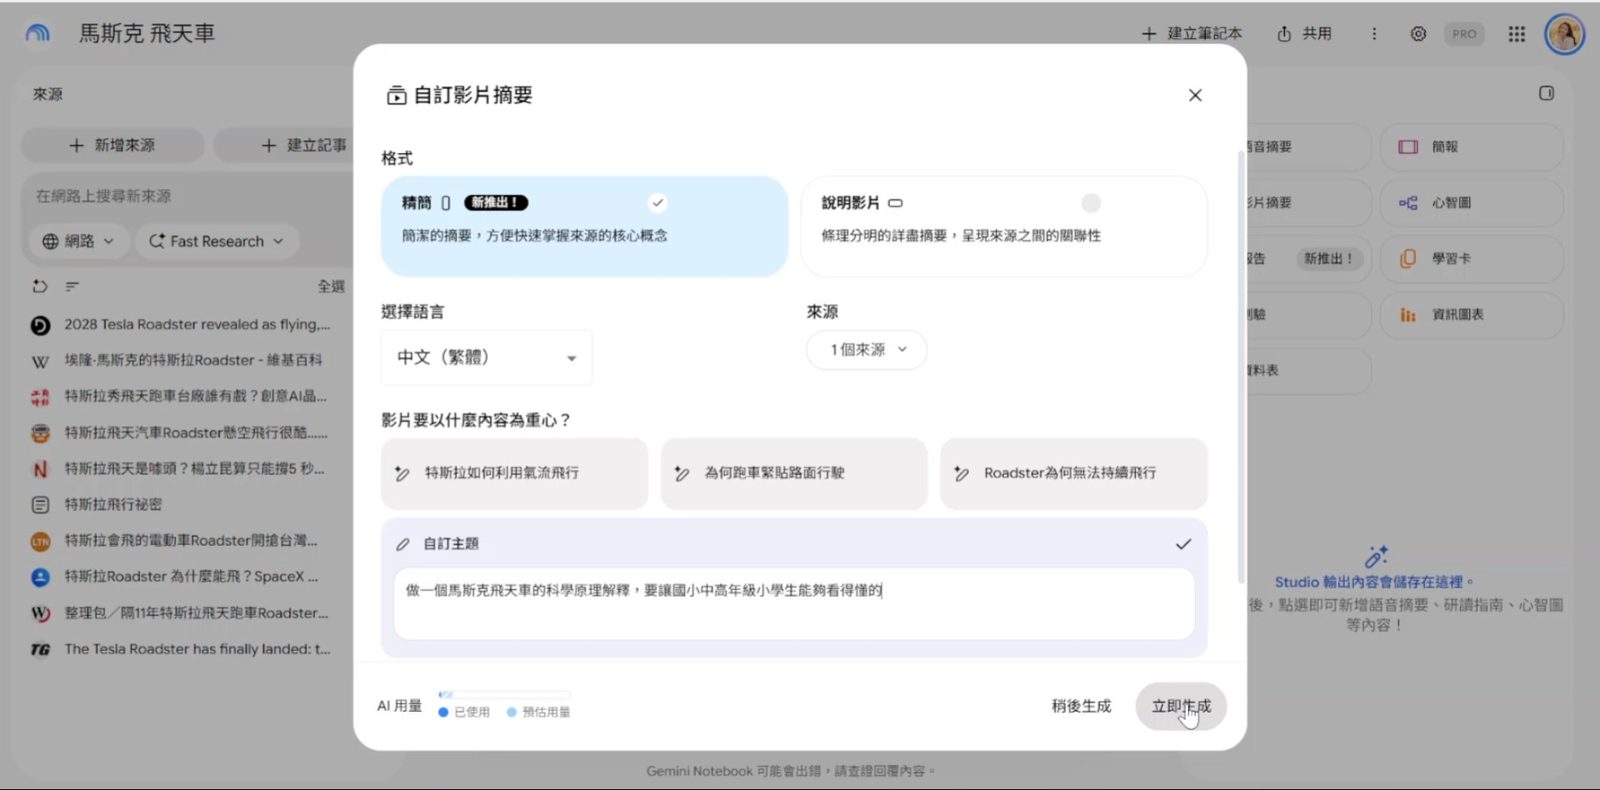 馬斯克 飛天車
建立筆記本
共用
PRO
來源
新增來源
建立記事
在網路上搜尋新來源
網路
Fast Research
全選
2028 Tesla Roadster revealed as flying,...
埃隆·馬斯克的特斯拉Roadster - 維基百科
特斯拉秀飛天跑車台廠誰有戲？創意AI晶...
特斯拉飛天汽車Roadster懸空飛行很酷......
特斯拉飛天是噱頭？楊立昆算只能撐5 秒...
特斯拉飛行祕密
特斯拉會飛的電動車Roadster開搶台灣...
特斯拉Roadster 為什麼能飛？SpaceX ...
整理包／隔11年特斯拉飛天跑車Roadster...
The Tesla Roadster has finally landed: t...
自訂影片摘要
格式
精簡 新推出！
簡潔的摘要，方便快速掌握來源的核心概念
說明影片
條理分明的詳盡摘要，呈現來源之間的關聯性
選擇語言
中文（繁體）
來源
1 個來源
影片要以什麼內容為重心？
特斯拉如何利用氣流飛行
為何跑車緊貼路面行駛
Roadster為何無法持續飛行
自訂主題
做一個馬斯克飛天車的科學原理解釋，要讓國小中高年級小學生能夠看得懂的
AI 用量
已使用
預估用量
稍後生成
立即生成
音摘要
簡報
片摘要
心智圖
報告
新推出！
學習卡
測驗
資訊圖表
資料表
Studio 輸出內容會儲存在這裡。
後，點選即可新增語音摘要、研讀指南、心智圖
等內容！
Gemini Notebook 可能會出錯，請查證回覆內容。